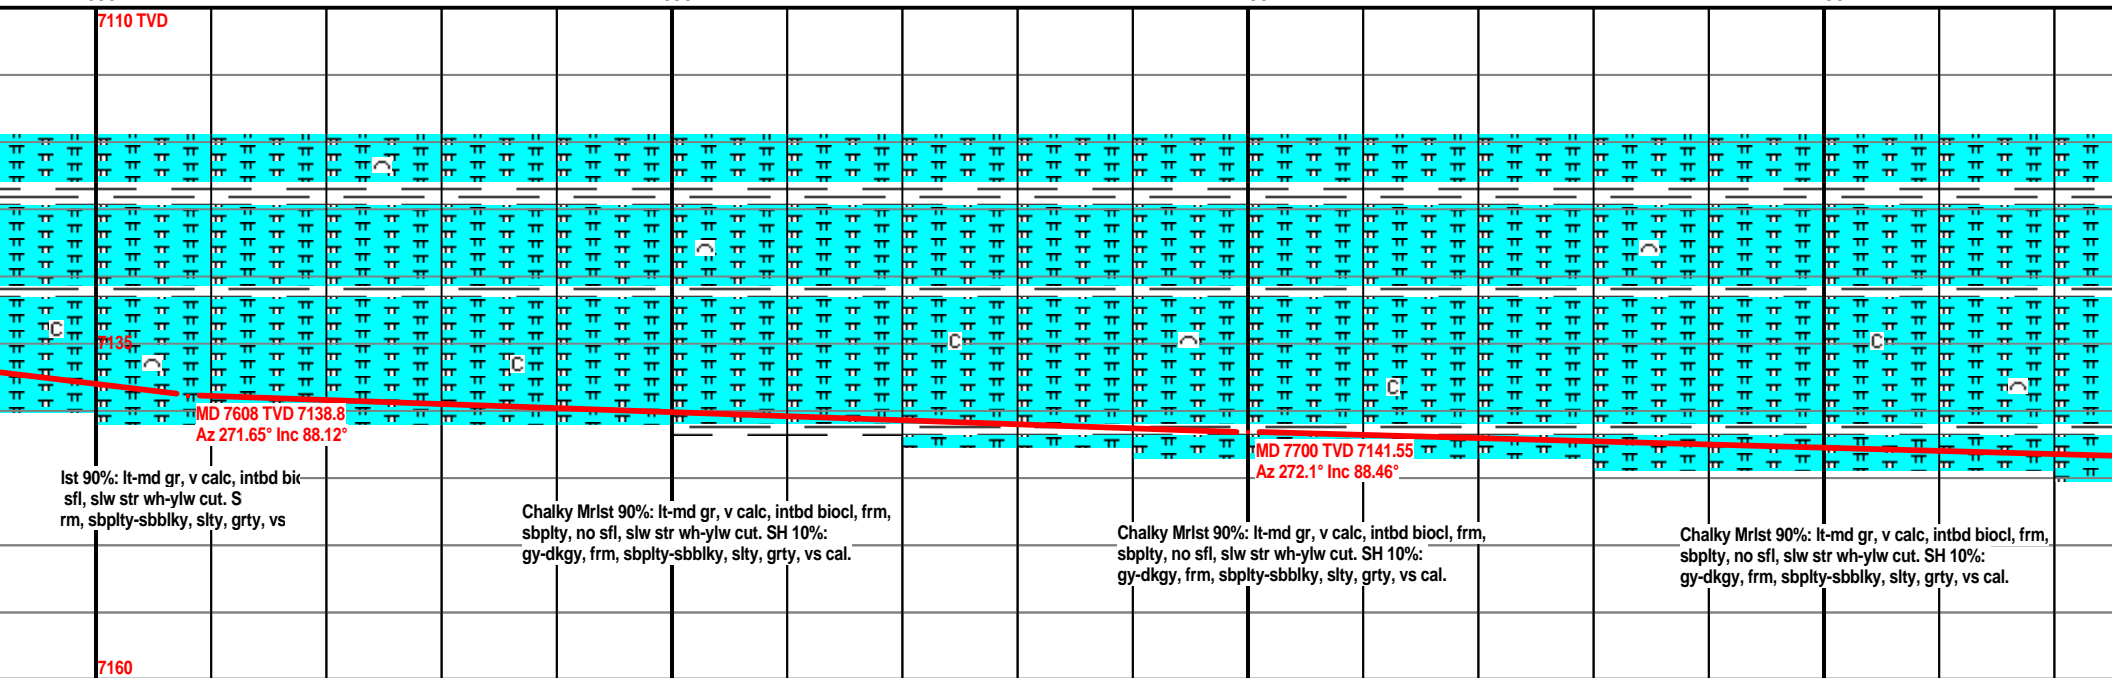 7110 TVD
7135
MD 7608 TVD 7138.8
Az 271.65° Inc 88.12°
MD 7700 TVD 7141.55
Az 272.1° Inc 88.46°
lst 90%: lt-md gr, v calc, intbd bio
sfl, slw str wh-ylw cut. S
rm, sbplty-sbblky, slty, grty, vs
Chalky Mrlst 90%: lt-md gr, v calc, intbd biocl, frm,
sbplty, no sfl, slw str wh-ylw cut. SH 10%:
gy-dkgy, frm, sbplty-sbblky, slty, grty, vs cal.
Chalky Mrlst 90%: lt-md gr, v calc, intbd biocl, frm,
sbplty, no sfl, slw str wh-ylw cut. SH 10%:
gy-dkgy, frm, sbplty-sbblky, slty, grty, vs cal.
Chalky Mrlst 90%: lt-md gr, v calc, intbd biocl, frm,
sbplty, no sfl, slw str wh-ylw cut. SH 10%:
gy-dkgy, frm, sbplty-sbblky, slty, grty, vs cal.
7160
C
C
C
C
C